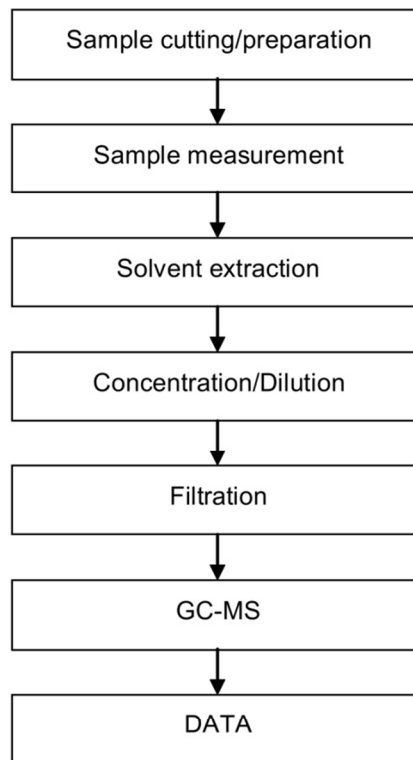 Sample cutting/preparation
Sample measurement
Solvent extraction
Concentration/Dilution
Filtration
GC-MS
DATA